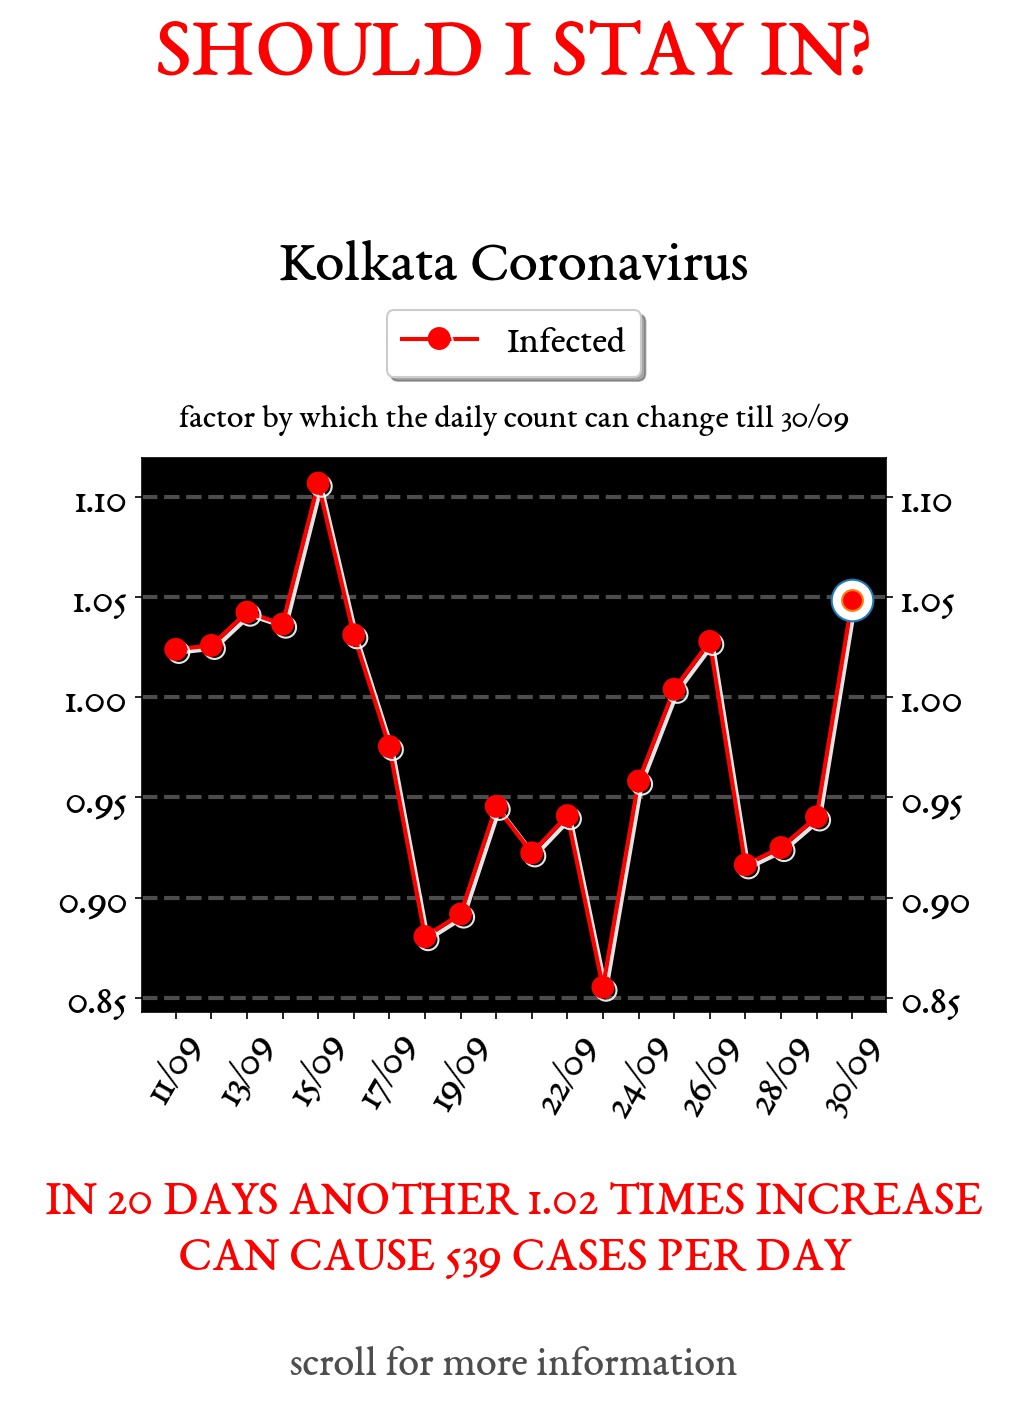 SHOULD I STAY IN?
Kolkata Coronavirus
Infected
factor by which the daily count can change till 30/09
1.10 1.10
1.05 1.05
1.00 1.00
0.95 0.95
0.90 0.90
0.85 0.85
11/09 13/09 15/09 17/09 19/09 22/09 24/09 26/09 28/09 30/09
IN 20 DAYS ANOTHER 1.02 TIMES INCREASE
CAN CAUSE 539 CASES PER DAY
scroll for more information